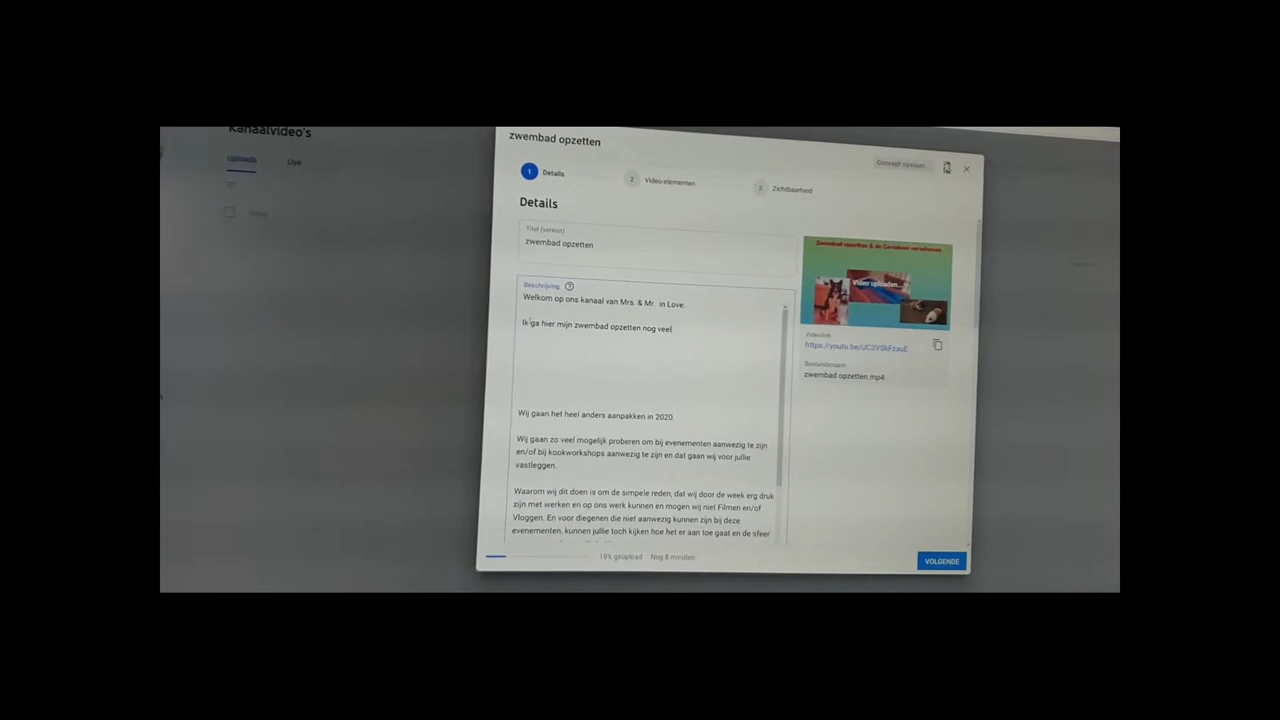 Kanaalvideo's
Uploads
Live
zwembad opzetten
Concept opslaan...
1 Details
2 Video-elementen
3 Zichtbaarheid
Details
Titel (vereist)
zwembad opzetten
Beschrijving
Welkom op ons kanaal van Mrs. & Mr. in Love.
Ik ga hier mijn zwembad opzetten nog veel
Wij gaan het heel anders aanpakken in 2020.
Wij gaan zo veel mogelijk proberen om bij evenementen aanwezig te zijn
en/of bij kookworkshops aanwezig te zijn en dat gaan wij voor jullie
vastleggen.
Waarom wij dit doen is om de simpele reden, dat wij door de week erg druk
zijn met werken en op ons werk kunnen en mogen wij niet Filmen en/of
Vloggen. En voor diegenen die niet aanwezig kunnen zijn bij deze
evenementen, kunnen jullie toch kijken hoe het er aan toe gaat en de sfeer
Zwembad opzetten & de
Video uploaden...
Videolink
Bestandsnaam
zwembad opzetten.mp4
19% geüpload
Nog 8 minuten
VOLGENDE